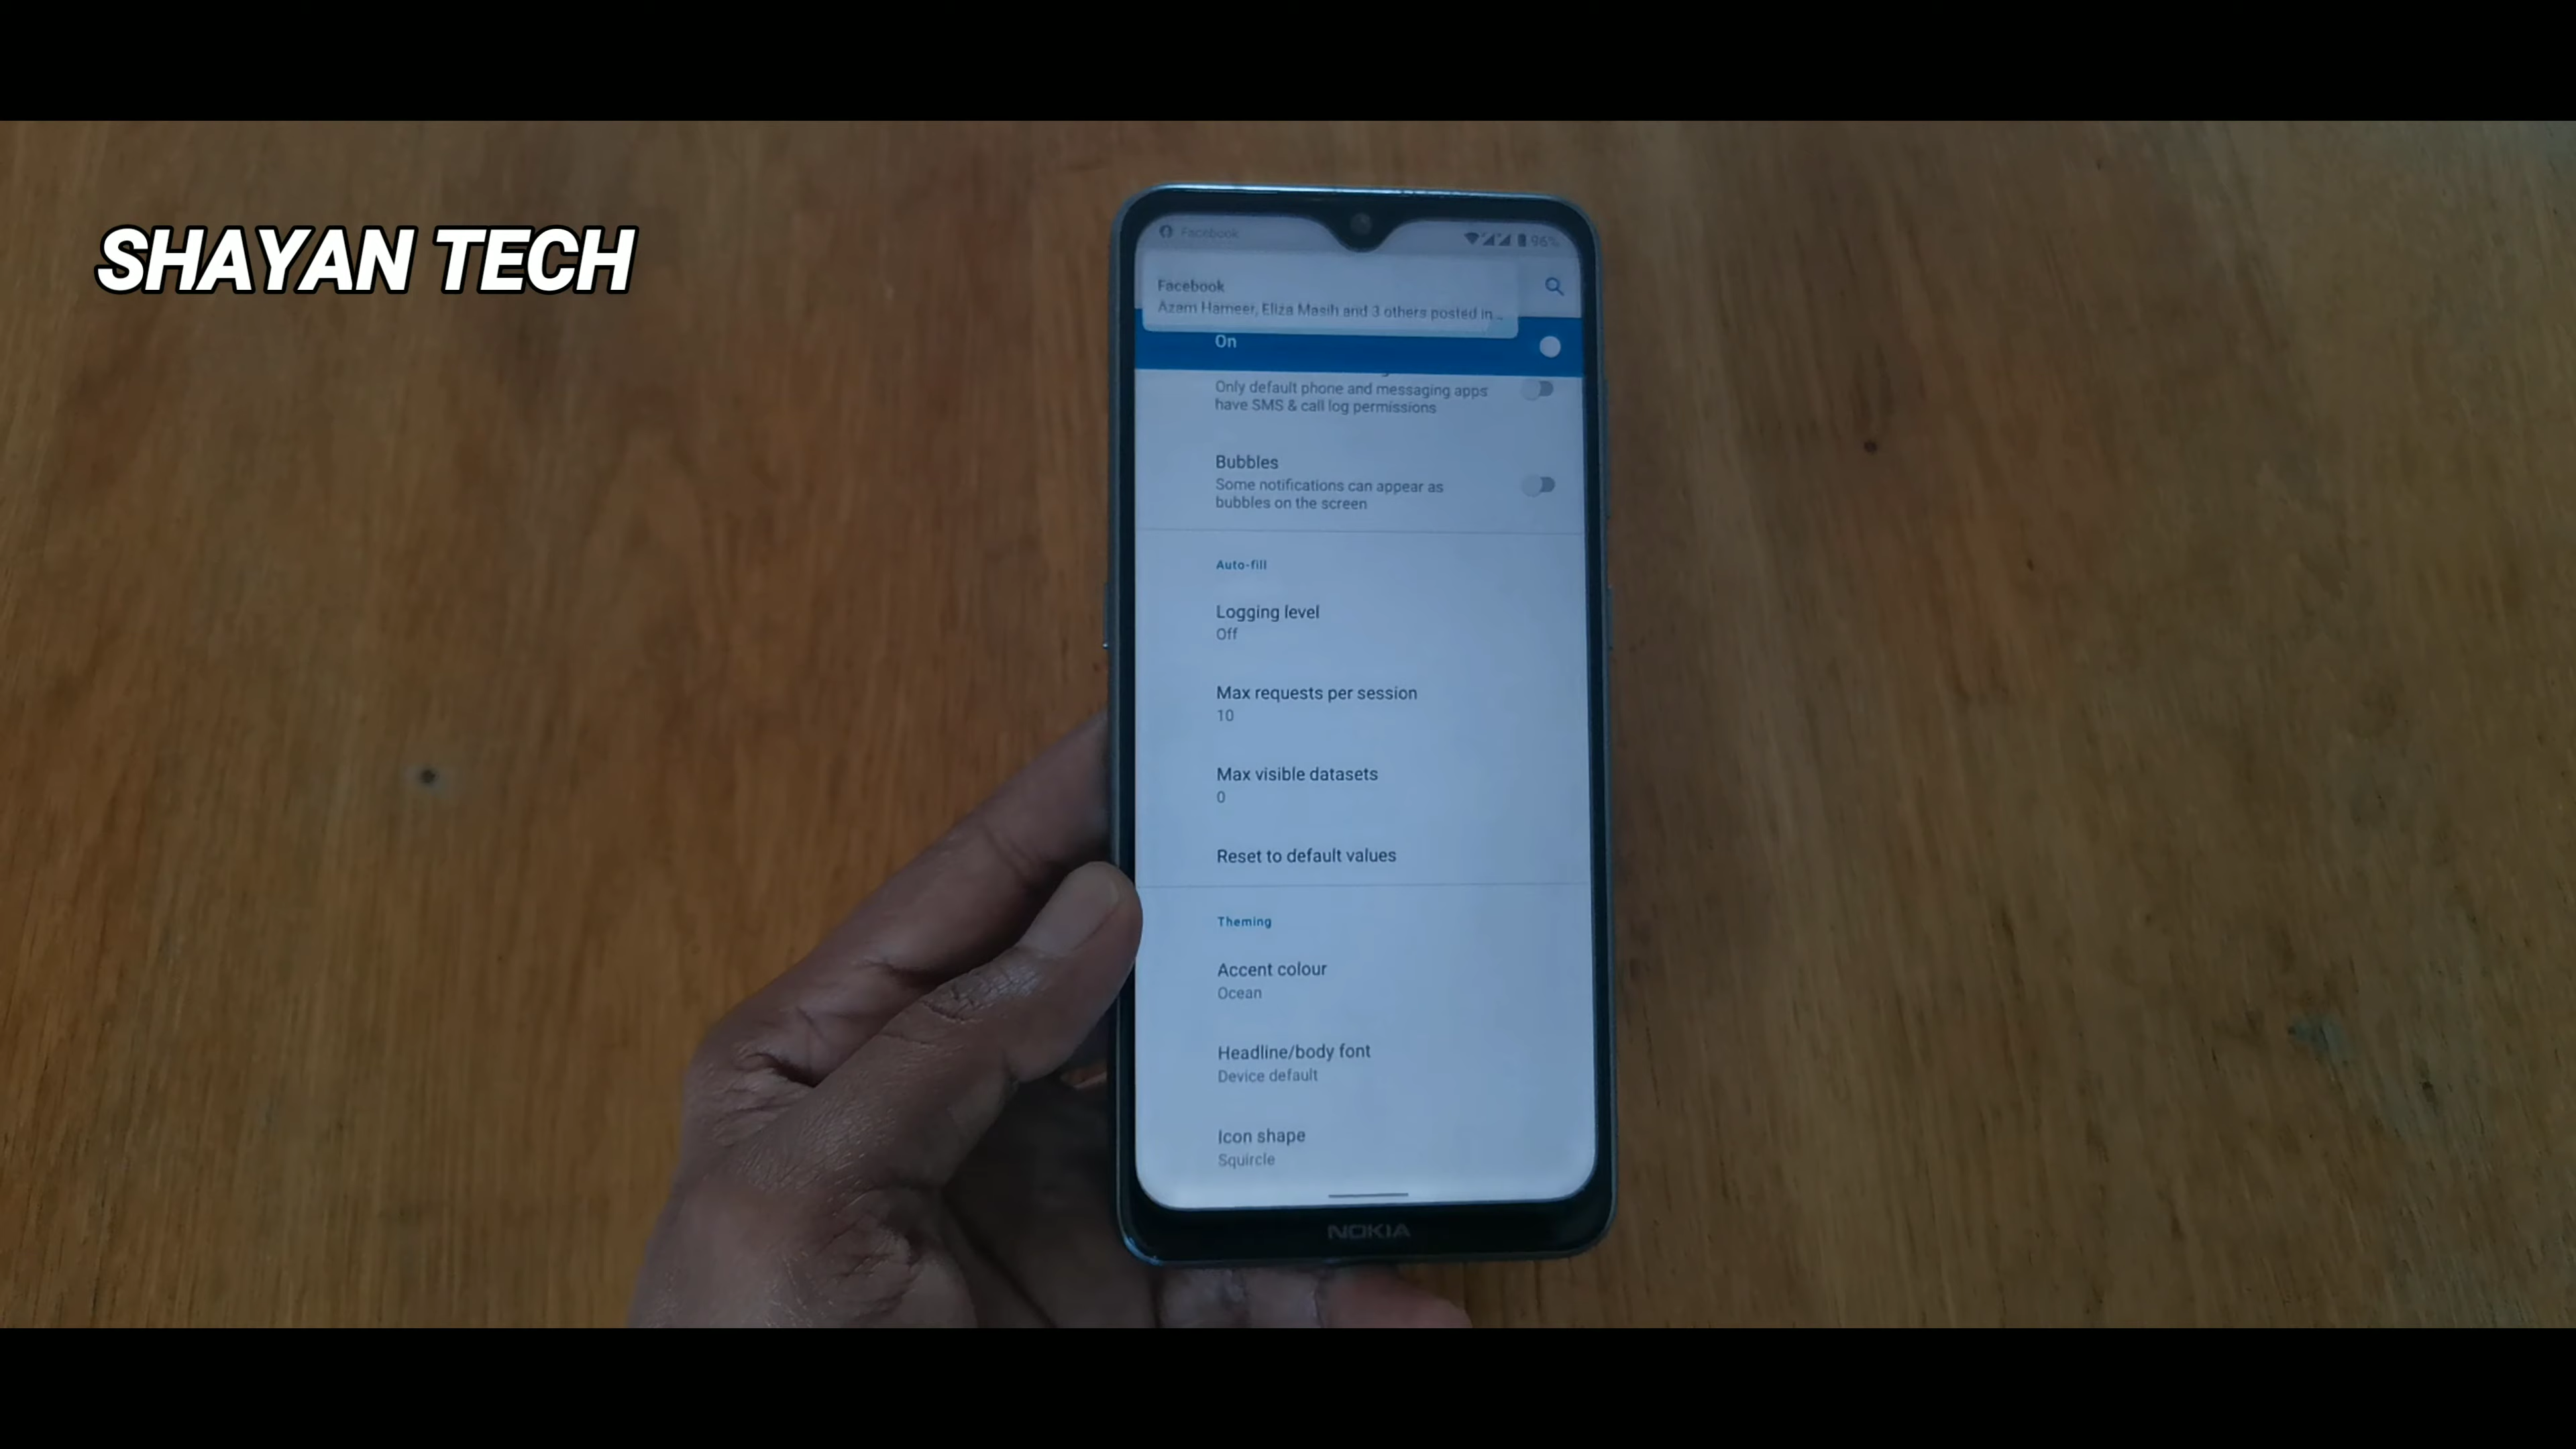 SHAYAN TECH
Facebook
96%
Facebook
Azam Hameer, Eliza Masih and 3 others posted in...
On
Only default phone and messaging apps
have SMS & call log permissions
Bubbles
Some notifications can appear as
bubbles on the screen
Auto-fill
Logging level
Off
Max requests per session
10
Max visible datasets
0
Reset to default values
Theming
Accent colour
Ocean
Headline/body font
Device default
Icon shape
Squircle
NOKIA